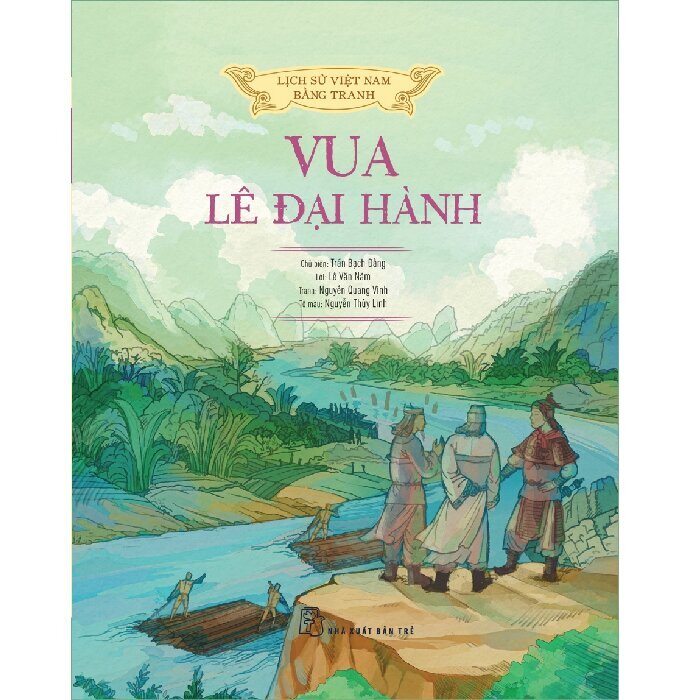 LỊCH SỬ VIỆT NAM
BẰNG TRANH
VUA
LÊ ĐẠI HÀNH
Chủ biên: Trần Bạch Đằng
Lời: Lê Văn Năm
Tranh: Nguyễn Quang Vinh
Tô màu: Nguyễn Thùy Linh
NHÀ XUẤT BẢN TRẺ